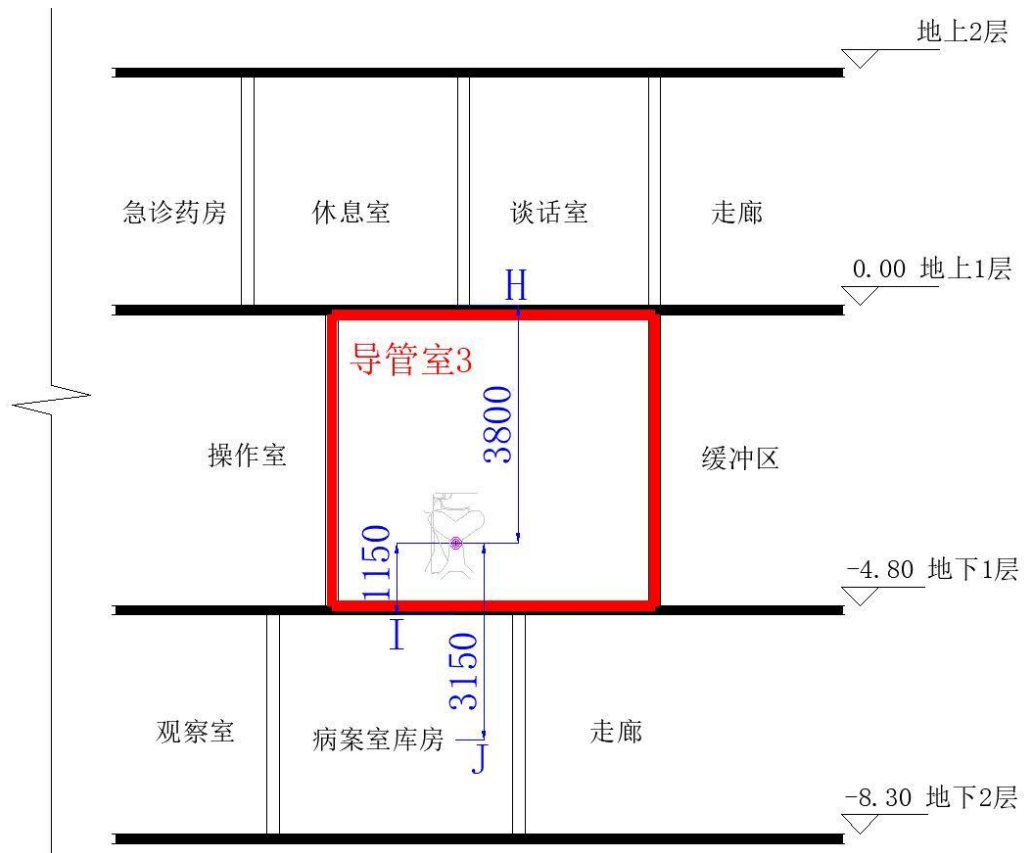 地上2层
急诊药房 休息室 谈话室 走廊
0.00 地上1层
H
导管室3
3800
操作室 缓冲区
1150
-4.80 地下1层
I
3150
观察室 病案室库房 走廊
J
-8.30 地下2层